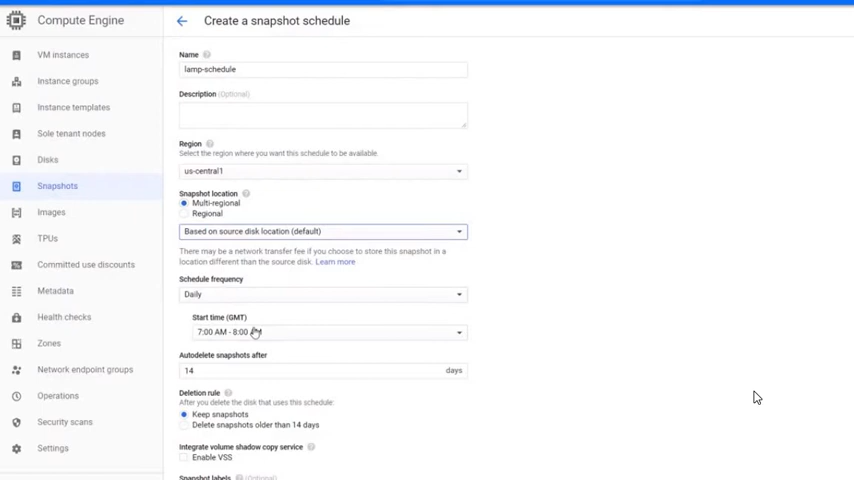 Compute Engine
Create a snapshot schedule
VM instances
Instance groups
Instance templates
Sole tenant nodes
Disks
Snapshots
Images
TPUs
Committed use discounts
Metadata
Health checks
Zones
Network endpoint groups
Operations
Security scans
Settings
Name
lamp-schedule
Description (Optional)
Region
Select the region where you want this schedule to be available.
us-central1
Snapshot location
Multi-regional
Regional
Based on source disk location (default)
There may be a network transfer fee if you choose to store this snapshot in a
location different than the source disk. Learn more
Schedule frequency
Daily
Start time (GMT)
7:00 AM - 8:00 AM
Autodelete snapshots after
14 days
Deletion rule
After you delete the disk that uses this schedule:
Keep snapshots
Delete snapshots older than 14 days
Integrate volume shadow copy service
Enable VSS
Snapshot labels (Optional)